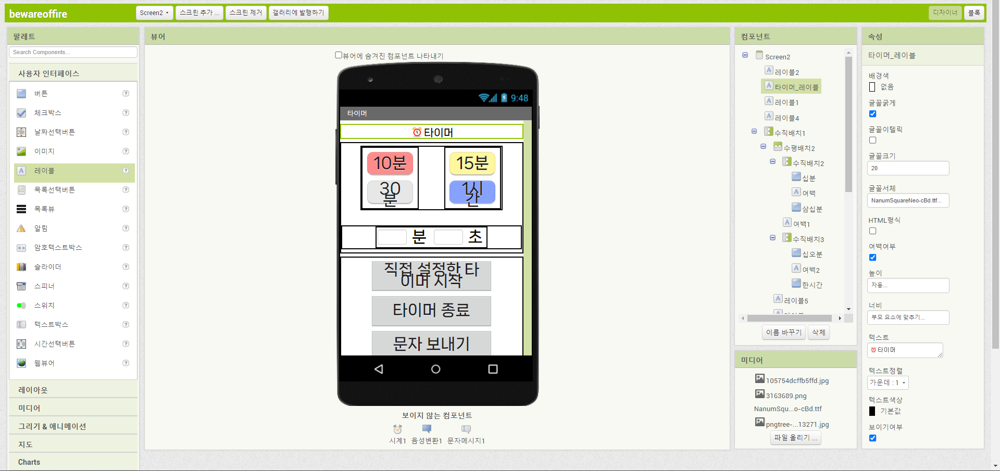 bewareoffire
Screen2
스크린 추가 ...
스크린 제거
갤러리에 발행하기
디자이너
블록
팔레트
Search Components...
사용자 인터페이스
버튼
체크박스
날짜선택버튼
이미지
레이블
목록선택버튼
목록뷰
알림
암호텍스트박스
슬라이더
스피너
스위치
텍스트박스
시간선택버튼
웹뷰어
레이아웃
미디어
그리기 & 애니메이션
지도
Charts
뷰어
뷰어에 숨겨진 컴포넌트 나타내기
9:48
타이머
⏰타이머
10분
15분
30
분
1시
간
분
초
직접 설정한 타
이머 시작
타이머 종료
문자 보내기
보이지 않는 컴포넌트
시계1
음성변환1
문자메시지1
컴포넌트
Screen2
레이블2
타이머_레이블
레이블1
레이블4
수직배치1
수평배치2
수직배치2
십분
여백
삼십분
여백1
수직배치3
십오분
여백2
한시간
레이블5
이름 바꾸기
삭제
미디어
105754dcffb5ffd.jpg
3163689.png
NanumSqu...o-cBd.ttf
pngtree-...13271.jpg
파일 올리기 ...
속성
타이머_레이블
배경색
없음
글꼴굵게
글꼴이텔릭
글꼴크기
20
글꼴서체
NanumSquareNeo-cBd.ttf...
HTML형식
여백여부
높이
자동...
너비
부모 요소에 맞추기...
텍스트
⏰타이머
텍스트정렬
가운데 : 1
텍스트색상
기본값
보이기여부